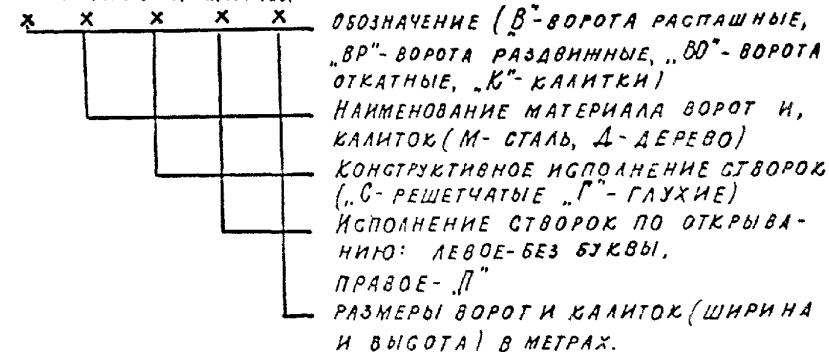 X X X X X
ОБОЗНАЧЕНИЕ („В"-ВОРОТА РАСПАШНЫЕ,
„ВР"- ВОРОТА РАЗДВИЖНЫЕ, „ВО"- ВОРОТА
ОТКАТНЫЕ, „К"- КАЛИТКИ)
НАИМЕНОВАНИЕ МАТЕРИАЛА ВОРОТ И,
КАЛИТОК (М- СТАЛЬ, Д- ДЕРЕВО)
КОНСТРУКТИВНОЕ ИСПОЛНЕНИЕ СТВОРОК
(„С- РЕШЕТЧАТЫЕ „Г"- ГЛУХИЕ)
ИСПОЛНЕНИЕ СТВОРОК ПО ОТКРЫВА-
НИЮ: ЛЕВОЕ-БЕЗ БУКВЫ,
ПРАВОЕ- „П"
РАЗМЕРЫ ВОРОТ И КАЛИТОК (ШИРИНА
И ВЫСОТА) В МЕТРАХ.